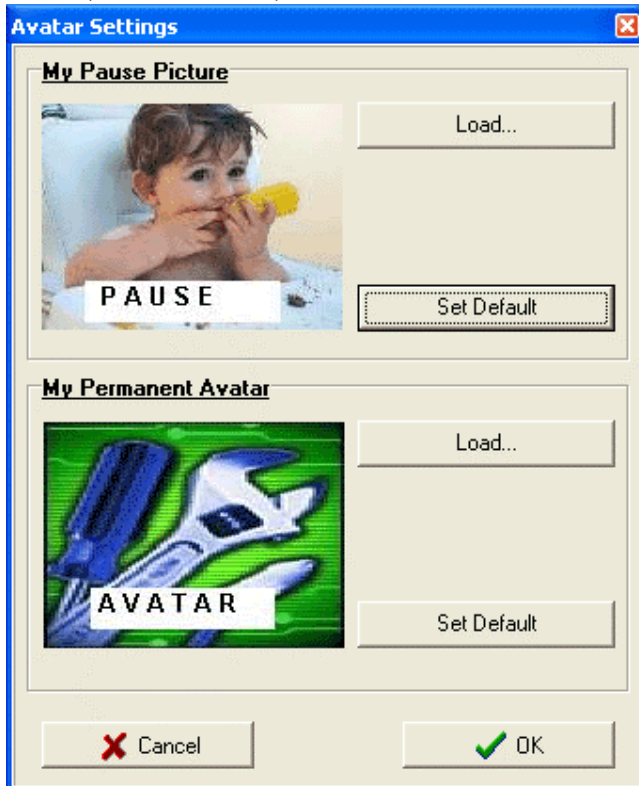 Avatar Settings
My Pause Picture
Load...
PAUSE
Set Default
My Permanent Avatar
Load...
AVATAR
Set Default
Cancel
OK